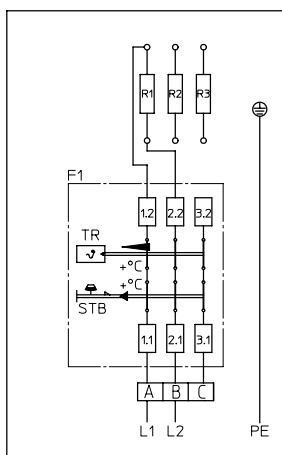 R1 R2 R3
F1
1.2 2.2 3.2
TR
+°C
+°C
STB
1.1 2.1 3.1
A B C
L1 L2 PE